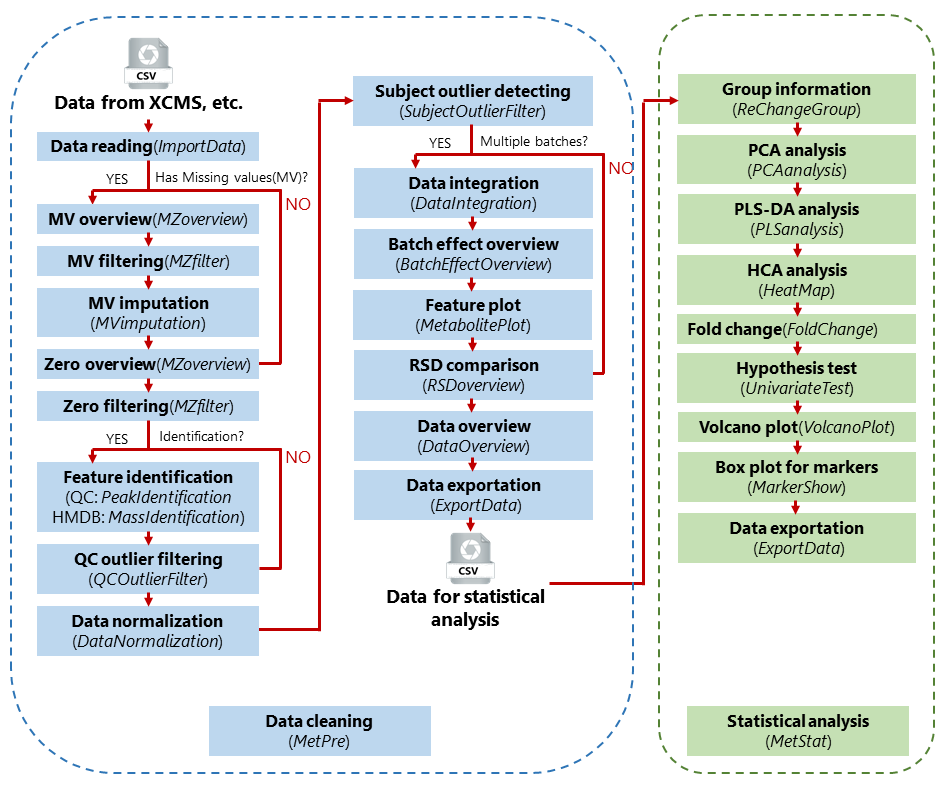 CSV
Data from XCMS, etc.
Data reading(ImportData)
YES
Has Missing values(MV)?
NO
MV overview(MZoverview)
MV filtering(MZfilter)
MV imputation
(MVimputation)
Zero overview(MZoverview)
Zero filtering(MZfilter)
YES
Identification?
NO
Feature identification
(QC: PeakIdentification
HMDB: MassIdentification)
QC outlier filtering
(QCOutlierFilter)
Data normalization
(DataNormalization)
Subject outlier detecting
(SubjectOutlierFilter)
YES
Multiple batches?
NO
Data integration
(DataIntegration)
Batch effect overview
(BatchEffectOverview)
Feature plot
(MetabolitePlot)
RSD comparison
(RSDoverview)
Data overview
(DataOverview)
Data exportation
(ExportData)
CSV
Data for statistical
analysis
Data cleaning
(MetPre)
Group information
(ReChangeGroup)
PCA analysis
(PCAanalysis)
PLS-DA analysis
(PLSanalysis)
HCA analysis
(HeatMap)
Fold change(FoldChange)
Hypothesis test
(UnivariateTest)
Volcano plot(VolcanoPlot)
Box plot for markers
(MarkerShow)
Data exportation
(ExportData)
Statistical analysis
(MetStat)